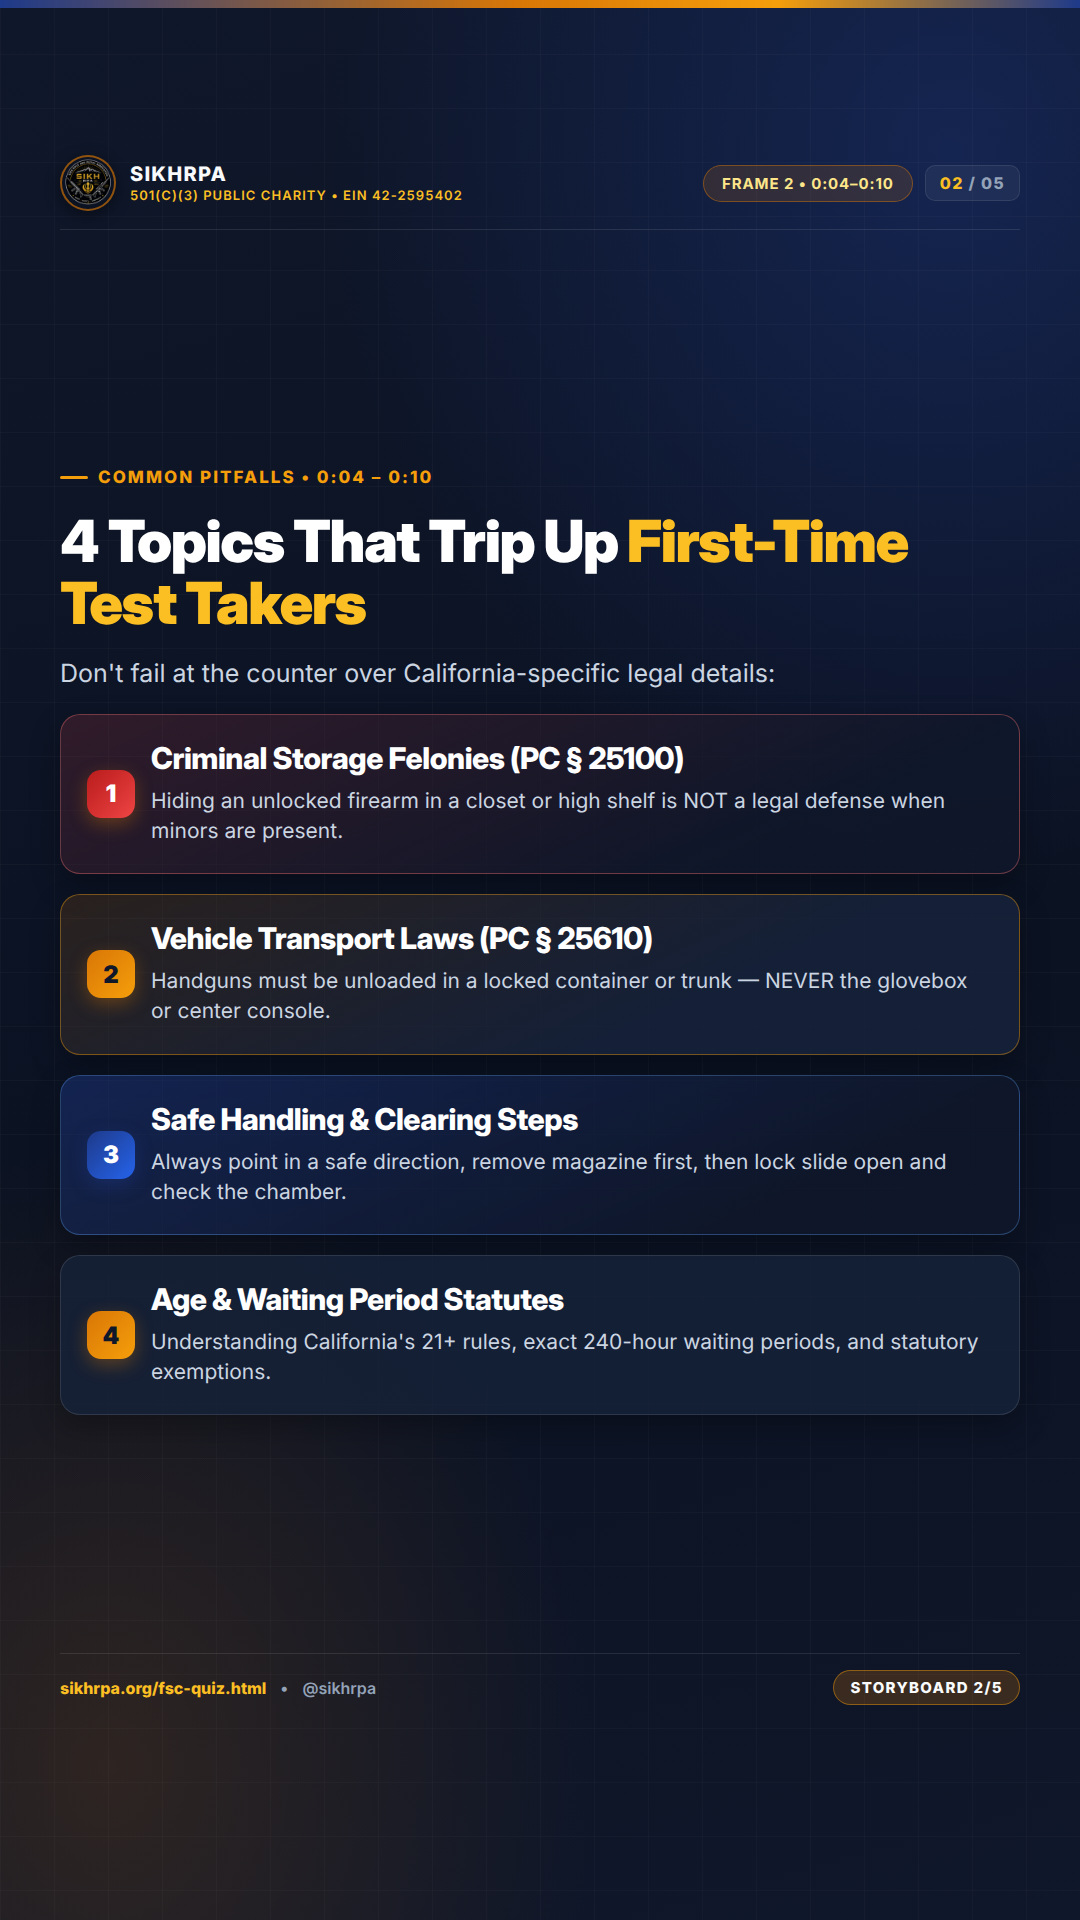 SIKH
SIKHRPA
501(C)(3) PUBLIC CHARITY • EIN 42-2595402
FRAME 2 • 0:04–0:10
02 / 05
COMMON PITFALLS • 0:04 – 0:10
4 Topics That Trip Up First-Time
Test Takers
Don't fail at the counter over California-specific legal details:
1
Criminal Storage Felonies (PC § 25100)
Hiding an unlocked firearm in a closet or high shelf is NOT a legal defense when
minors are present.
2
Vehicle Transport Laws (PC § 25610)
Handguns must be unloaded in a locked container or trunk — NEVER the glovebox
or center console.
3
Safe Handling & Clearing Steps
Always point in a safe direction, remove magazine first, then lock slide open and
check the chamber.
4
Age & Waiting Period Statutes
Understanding California's 21+ rules, exact 240-hour waiting periods, and statutory
exemptions.
sikhrpa.org/fsc-quiz.html • @sikhrpa
STORYBOARD 2/5